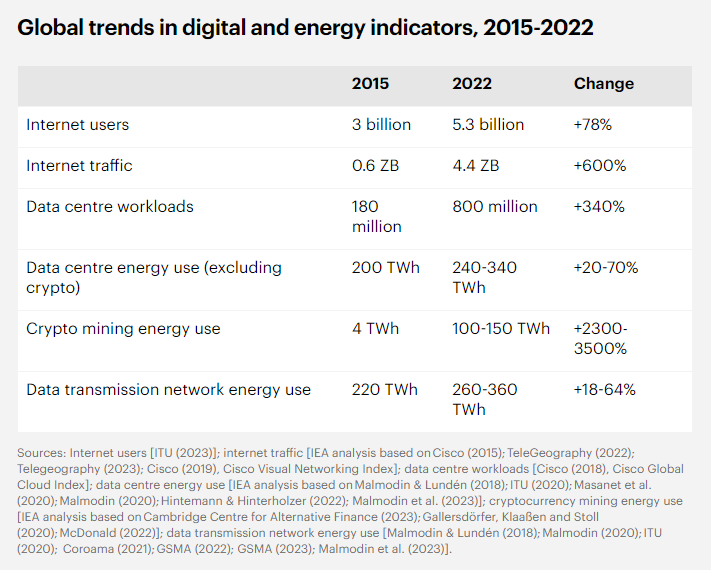 Global trends in digital and energy indicators, 2015-2022
2015 2022 Change
Internet users 3 billion 5.3 billion +78%
Internet traffic 0.6 ZB 4.4 ZB +600%
Data centre workloads 180 million 800 million +340%
Data centre energy use (excluding crypto) 200 TWh 240-340 TWh +20-70%
Crypto mining energy use 4 TWh 100-150 TWh +2300-3500%
Data transmission network energy use 220 TWh 260-360 TWh +18-64%
Sources: Internet users [ITU (2023)]; internet traffic [IEA analysis based on Cisco (2015); TeleGeography (2022);
Telegeography (2023); Cisco (2019), Cisco Visual Networking Index]; data centre workloads [Cisco (2018), Cisco Global
Cloud Index]; data centre energy use [IEA analysis based on Malmodin & Lundén (2018); ITU (2020); Masanet et al.
(2020); Malmodin (2020); Hintemann & Hinterholzer (2022); Malmodin et al. (2023)]; cryptocurrency mining energy use
[IEA analysis based on Cambridge Centre for Alternative Finance (2023); Gallersdörfer, Klaaßen and Stoll
(2020); McDonald (2022)]; data transmission network energy use [Malmodin & Lundén (2018); Malmodin (2020); ITU
(2020); Coroama (2021); GSMA (2022); GSMA (2023); Malmodin et al. (2023)].